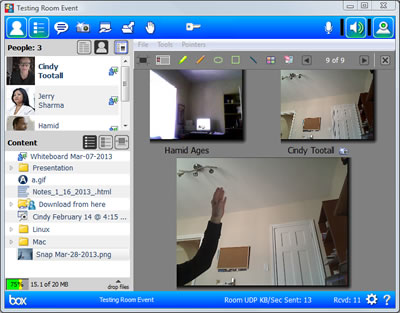 Testing Room Event
People: 3
File Tools Pointers
Cindy
Tootall
Jerry
Sharma
Hamid
9 of 9
Content
Whiteboard Mar-07-2013
Presentation
a.gif
Notes_1_16_2013_.html
Download from here
Cindy February 14 @ 4:15 ...
Linux
Mac
Snap Mar-28-2013.png
Hamid Ages
Cindy Tootall
75%
15.1 of 20 MB
drop files
box
Testing Room Event
Room UDP KB/Sec Sent: 13
Rcvd: 11